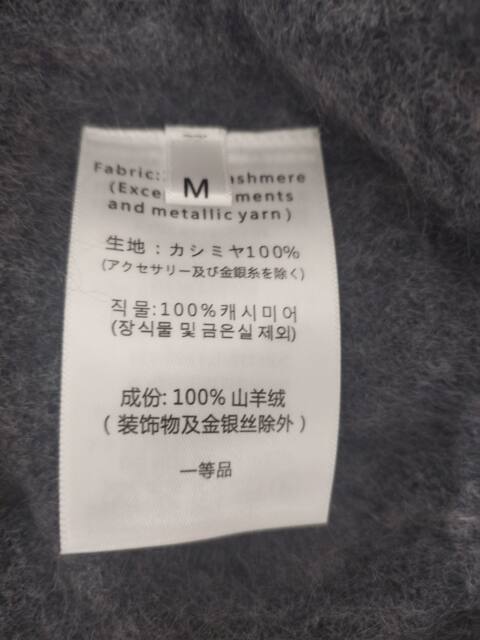 Fabric:
M
(
and metallic yarn)
生地：カシミヤ100%
(アクセサリー及び金銀糸を除く)
직물:100%캐시미어
(장식물 및 금은실 제외)
成份: 100% 山羊绒
（装饰物及金银丝除外）
一等品